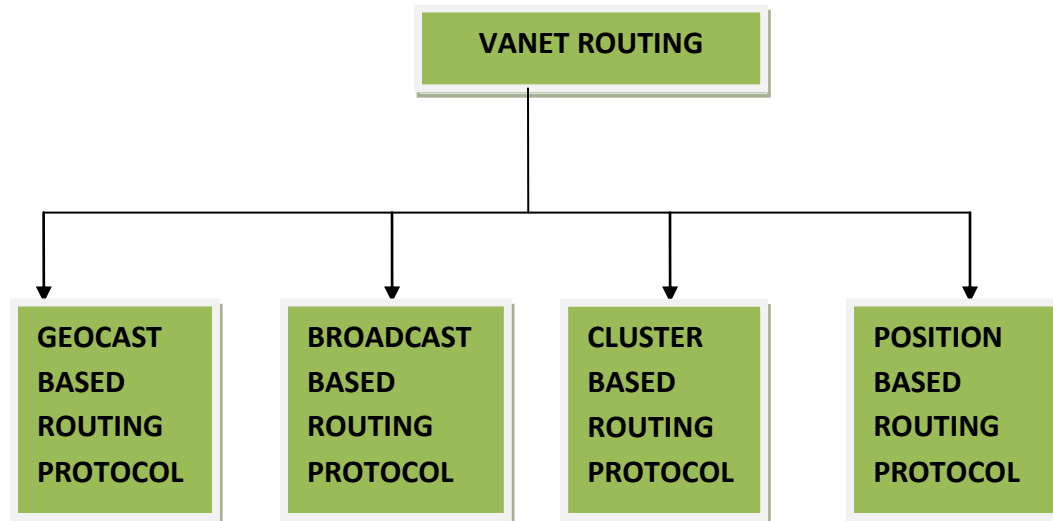 VANET ROUTING
GEOCAST
BASED
ROUTING
PROTOCOL
BROADCAST
BASED
ROUTING
PROTOCOL
CLUSTER
BASED
ROUTING
PROTOCOL
POSITION
BASED
ROUTING
PROTOCOL